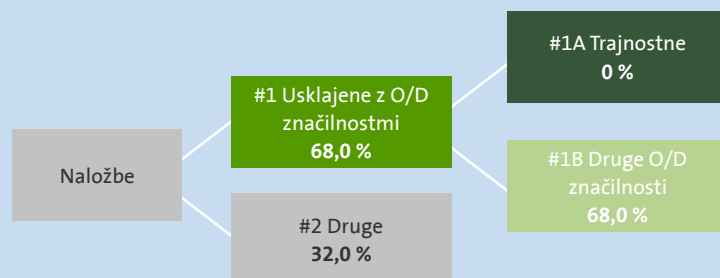 Naložbe
#1 Usklajene z O/D
značilnostmi
68,0 %
#2 Druge
32,0 %
#1A Trajnostne
0 %
#1B Druge O/D
značilnosti
68,0 %